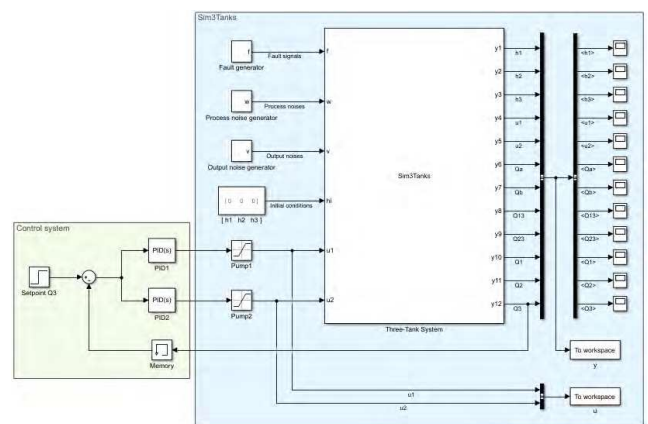 Sim3Tanks
f
Fault signals
Fault generator
f
w
Process noises
Process noise generator
w
v
Output noises
Output noise generator
v
[0 0 0]
Initial conditions
[ h1 h2 h3 ]
hi
Sim3Tanks
u1
u2
Three-Tank System
y1
h1
<h1>
y2
h2
<h2>
y3
h3
<h3>
y4
u1
<u1>
y5
u2
<u2>
y6
Qa
<Qa>
y7
Qb
<Qb>
y8
Q13
<Q13>
y9
Q23
<Q23>
y10
Q1
<Q1>
y11
Q2
<Q2>
y12
Q3
<Q3>
Control system
Setpoint Q3
PID(s)
PID1
PID(s)
PID2
Pump1
Pump2
Memory
To workspace
y
u1
u2
To workspace
u